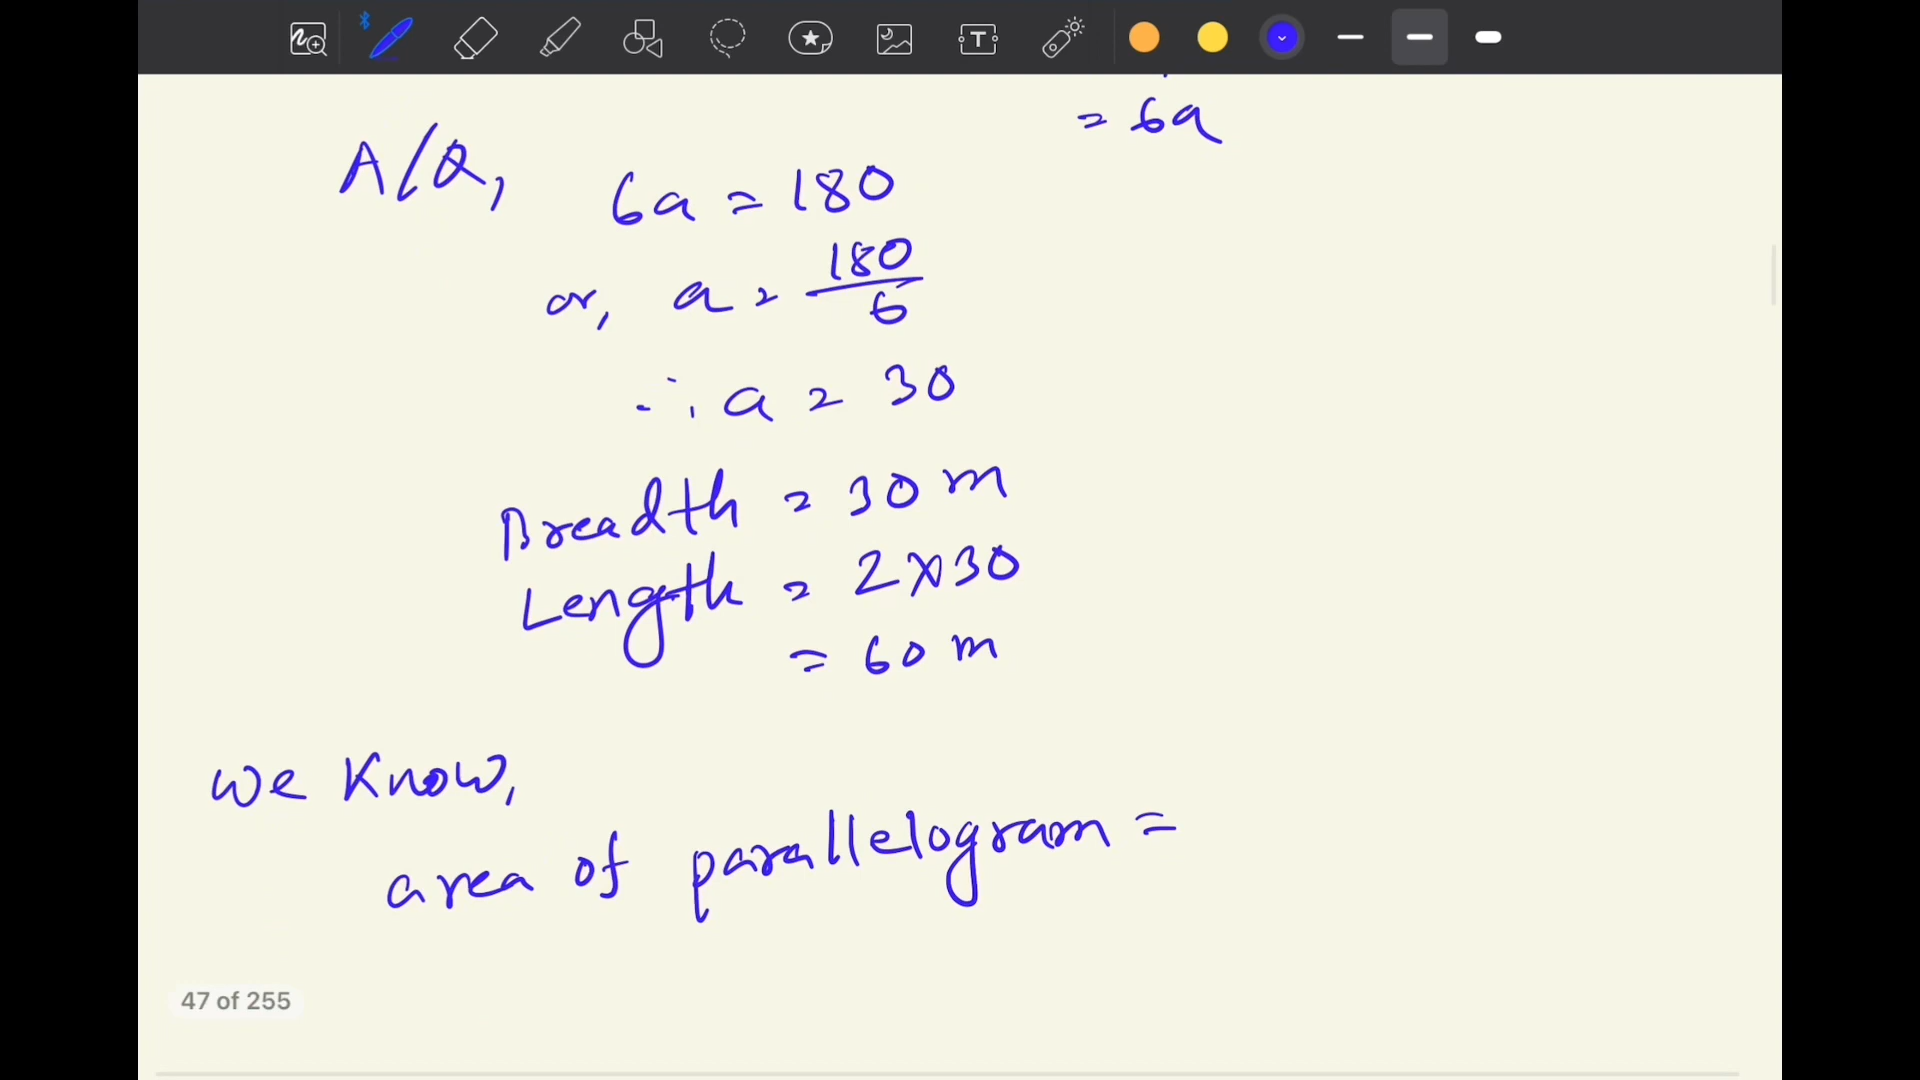 = 6a
A/Q, 6a = 180
or, a = 180/6
∴ a = 30
Breadth = 30 m
Length = 2×30
= 60 m
We Know,
area of parallelogram =
47 of 255